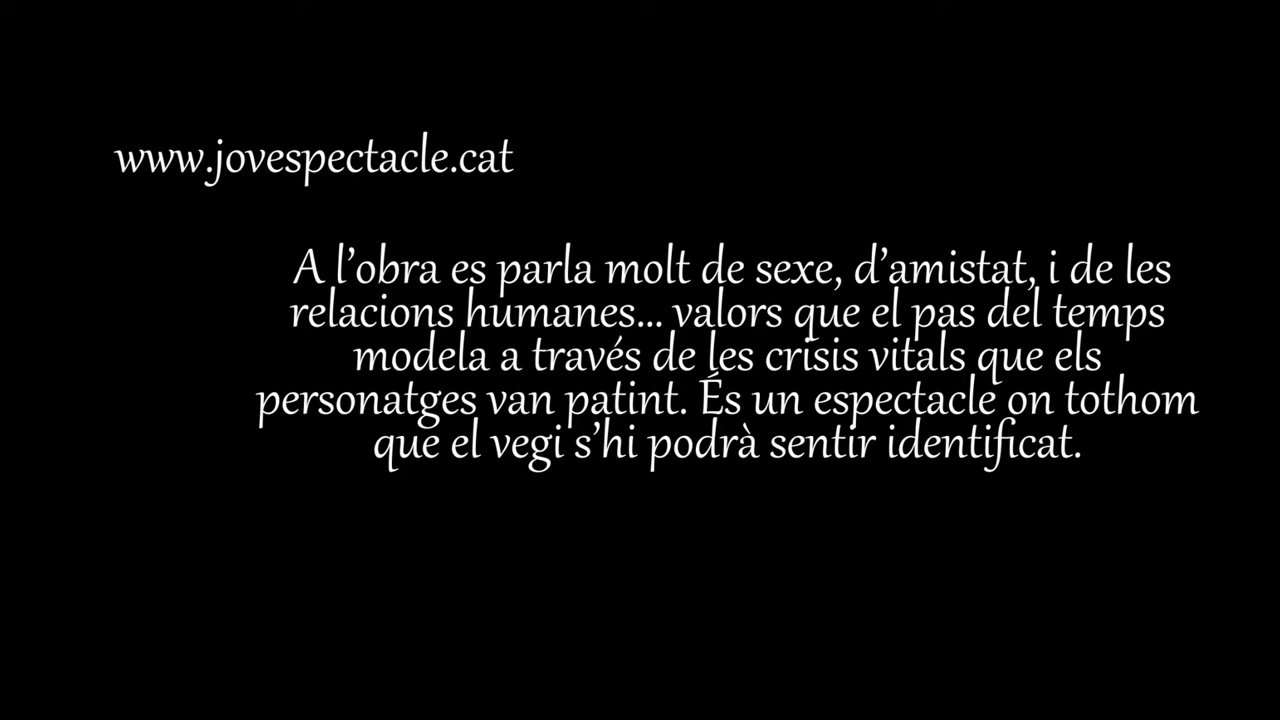 www.jovespectacle.cat
A l’obra es parla molt de sexe, d’amistat, i de les
relacions humanes... valors que el pas del temps
modela a través de les crisis vitals que els
personatges van patint. És un espectacle on tothom
que el vegi s’hi podrà sentir identificat.